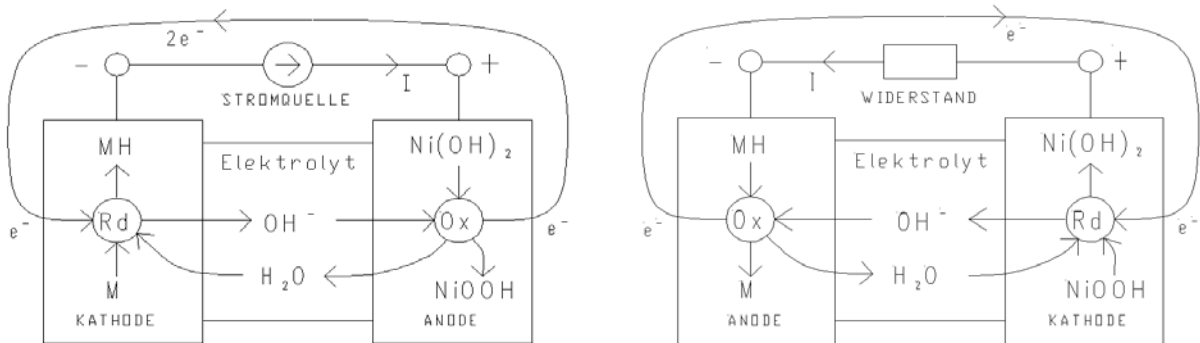 2e⁻
- +
I
STROMQUELLE
MH
Elektrolyt
Ni(OH)₂
e⁻
Rd
OH⁻
Ox
e⁻
H₂O
M
NiOOH
KATHODE
ANODE
e⁻
- +
I
WIDERSTAND
MH
Elektrolyt
Ni(OH)₂
e⁻
Ox
OH⁻
Rd
e⁻
H₂O
M
NiOOH
ANODE
KATHODE